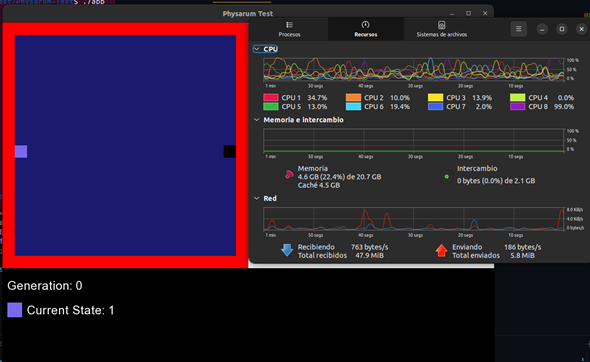 ./app
Physarum Test
Procesos
Recursos
Sistemas de archivos
CPU
100 %
50 %
0 %
1 min
50 segs
40 segs
30 segs
20 segs
10 segs
CPU 1 34.7%
CPU 2 10.0%
CPU 3 13.9%
CPU 4 0.0%
CPU 5 13.0%
CPU 6 19.4%
CPU 7 2.0%
CPU 8 99.0%
Memoria e intercambio
100 %
50 %
0 %
1 min
50 segs
40 segs
30 segs
20 segs
10 segs
Memoria
4.6 GB (22.4%) de 20.7 GB
Caché 4.5 GB
Intercambio
0 bytes (0.0%) de 2.1 GB
Red
8.0 KiB/s
4.0 KiB/s
0 bytes/s
1 min
50 segs
40 segs
30 segs
20 segs
10 segs
Recibiendo 763 bytes/s
Total recibidos 47.9 MiB
Enviando 186 bytes/s
Total enviados 5.8 MiB
Generation: 0
Current State: 1